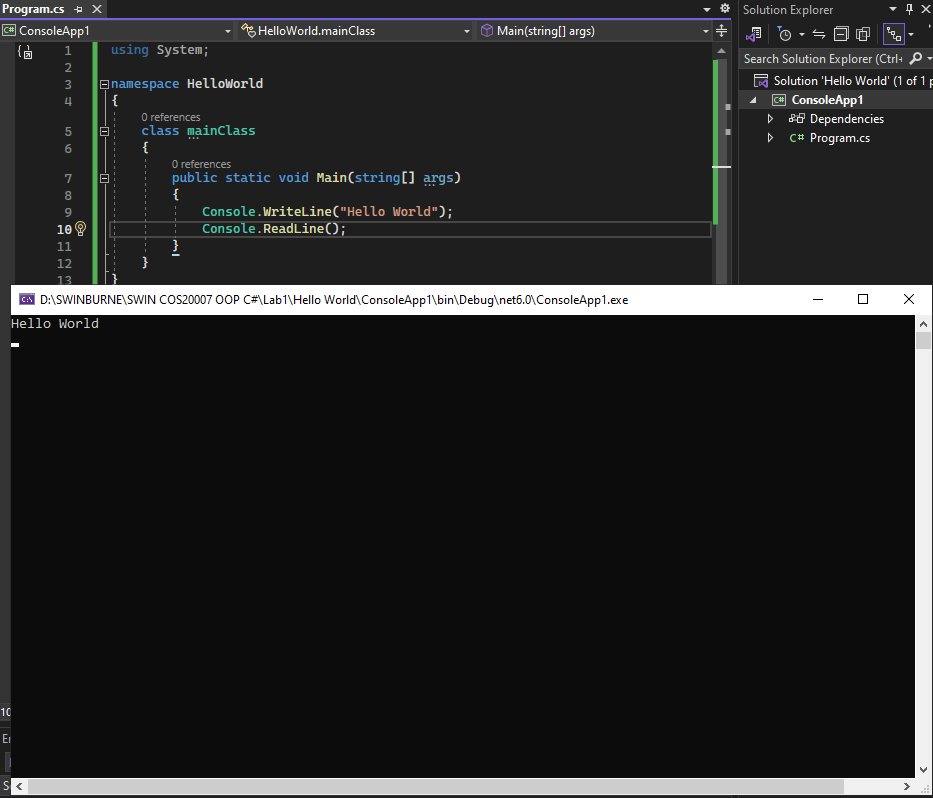 Program.cs
Solution Explorer
ConsoleApp1
HelloWorld.mainClass
Main(string[] args)
Search Solution Explorer (Ctrl+
Solution 'Hello World' (1 of 1 p
ConsoleApp1
Dependencies
C# Program.cs
1 using System;
2
3 namespace HelloWorld
4 {
0 references
5 class mainClass
6 {
0 references
7 public static void Main(string[] args)
8 {
9 Console.WriteLine("Hello World");
10 Console.ReadLine();
11 }
12 }
13 }
D:\SWINBURNE\SWIN COS20007 OOP C#\Lab1\Hello World\ConsoleApp1\bin\Debug\net6.0\ConsoleApp1.exe
Hello World
10